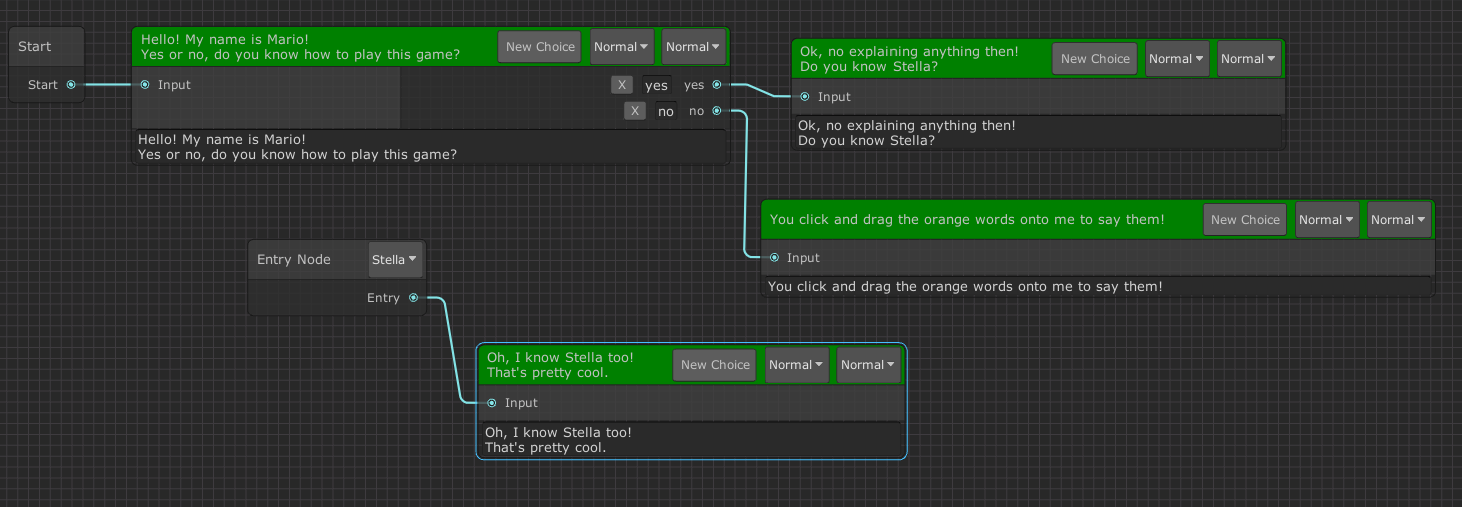 Start
Start
Hello! My name is Mario!
Yes or no, do you know how to play this game?
New Choice
Normal
Normal
Input
X yes yes
X no no
Hello! My name is Mario!
Yes or no, do you know how to play this game?
Ok, no explaining anything then!
Do you know Stella?
New Choice
Normal
Normal
Input
Ok, no explaining anything then!
Do you know Stella?
You click and drag the orange words onto me to say them!
New Choice
Normal
Normal
Input
You click and drag the orange words onto me to say them!
Entry Node
Stella
Entry
Oh, I know Stella too!
That's pretty cool.
New Choice
Normal
Normal
Input
Oh, I know Stella too!
That's pretty cool.